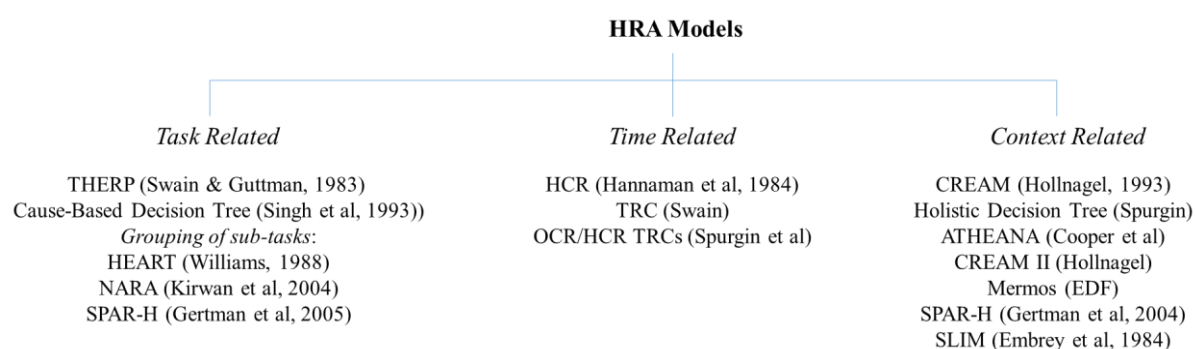 HRA Models
Task Related
THERP (Swain & Guttman, 1983)
Cause-Based Decision Tree (Singh et al, 1993))
Grouping of sub-tasks:
HEART (Williams, 1988)
NARA (Kirwan et al, 2004)
SPAR-H (Gertman et al, 2005)
Time Related
HCR (Hannaman et al, 1984)
TRC (Swain)
OCR/HCR TRCs (Spurgin et al)
Context Related
CREAM (Hollnagel, 1993)
Holistic Decision Tree (Spurgin)
ATHEANA (Cooper et al)
CREAM II (Hollnagel)
Mermos (EDF)
SPAR-H (Gertman et al, 2004)
SLIM (Embrey et al, 1984)